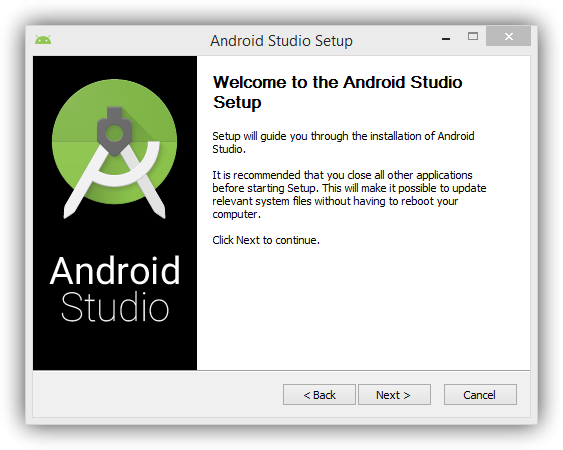 Android Studio Setup
Welcome to the Android Studio
Setup
Setup will guide you through the installation of Android
Studio.
It is recommended that you close all other applications
before starting Setup. This will make it possible to update
relevant system files without having to reboot your
computer.
Click Next to continue.
Android
Studio
< Back
Next >
Cancel